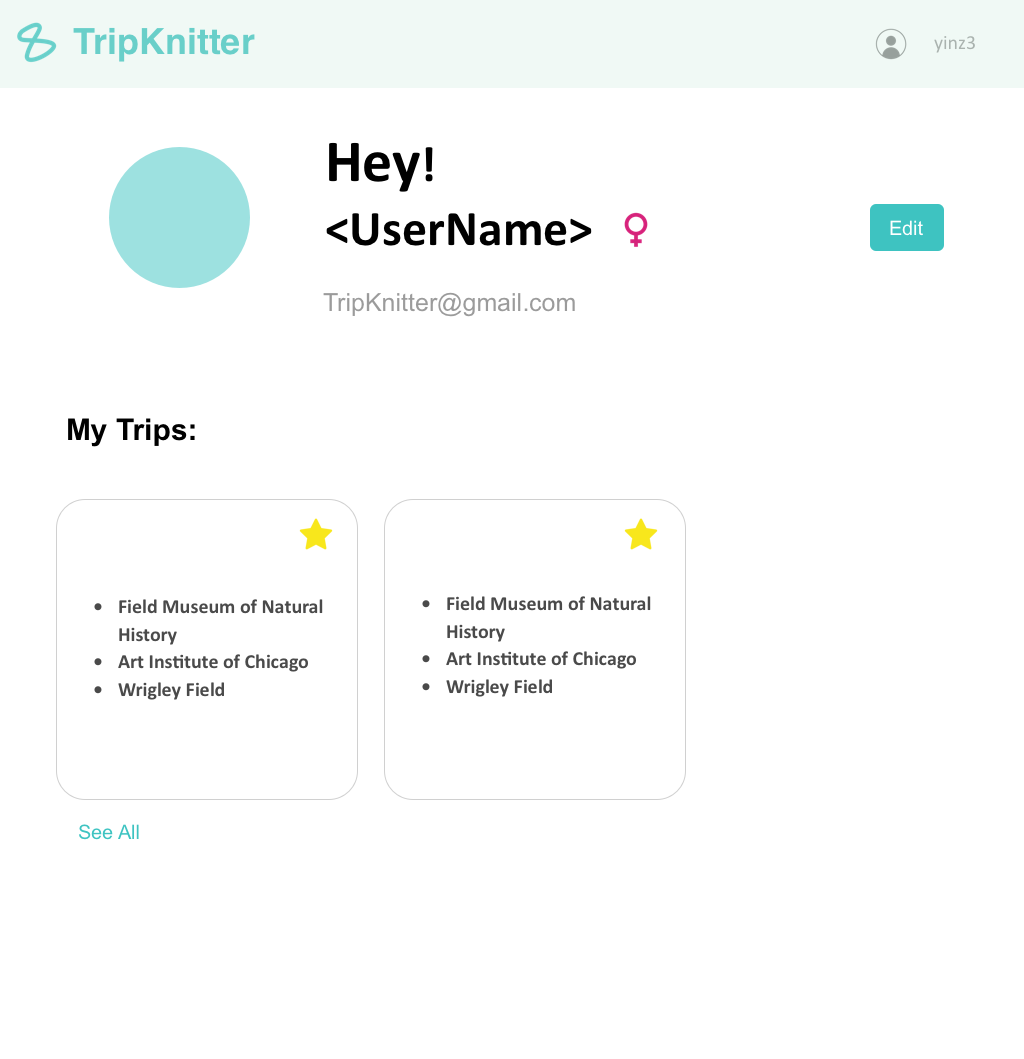 TripKnitter
yinz3
Hey!
<UserName>
Edit
TripKnitter@gmail.com
My Trips:
• Field Museum of Natural
History
• Art Institute of Chicago
• Wrigley Field
• Field Museum of Natural
History
• Art Institute of Chicago
• Wrigley Field
See All